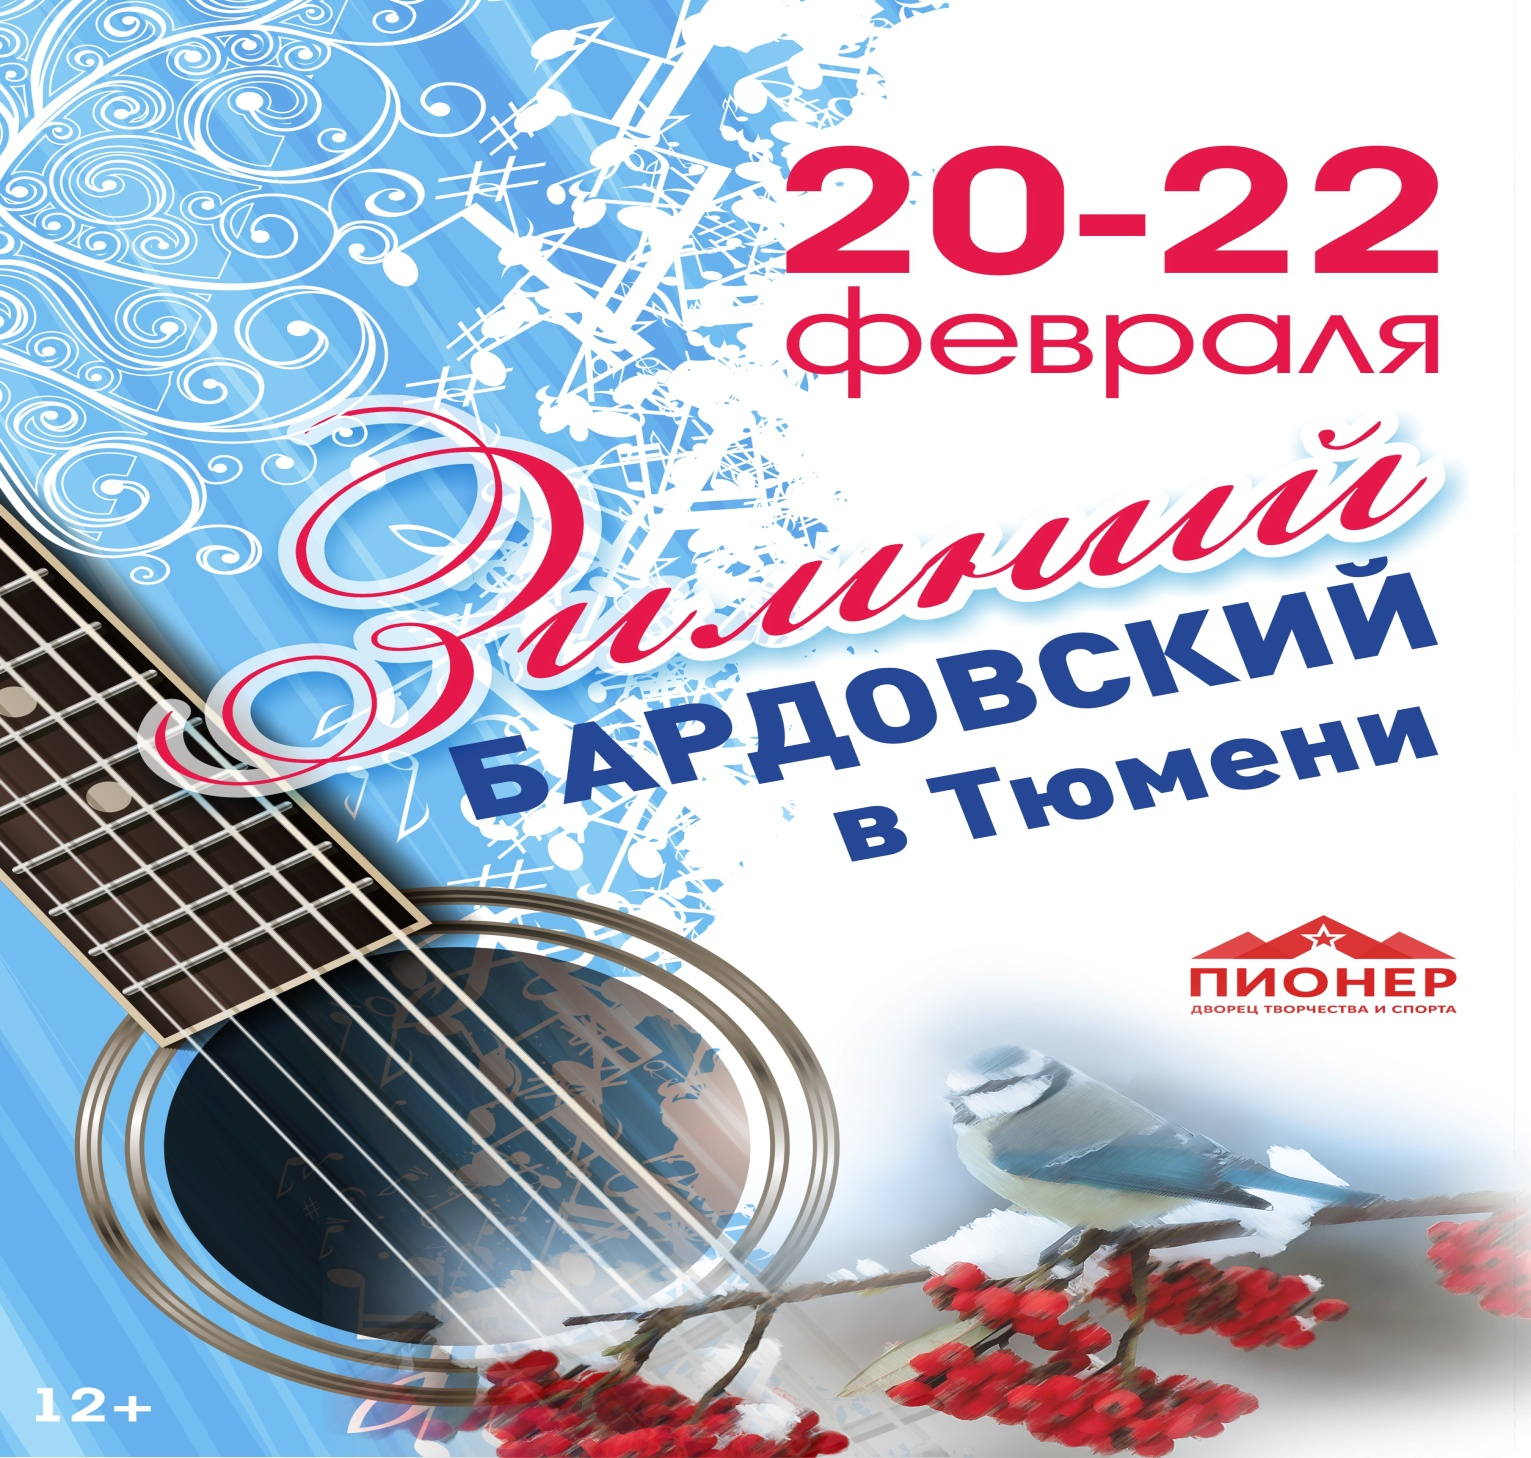 20-22
февраля
Зимний
БАРДОВСКИЙ
в Тюмени
ПИОНЕР
ДВОРЕЦ ТВОРЧЕСТВА И СПОРТА
12+